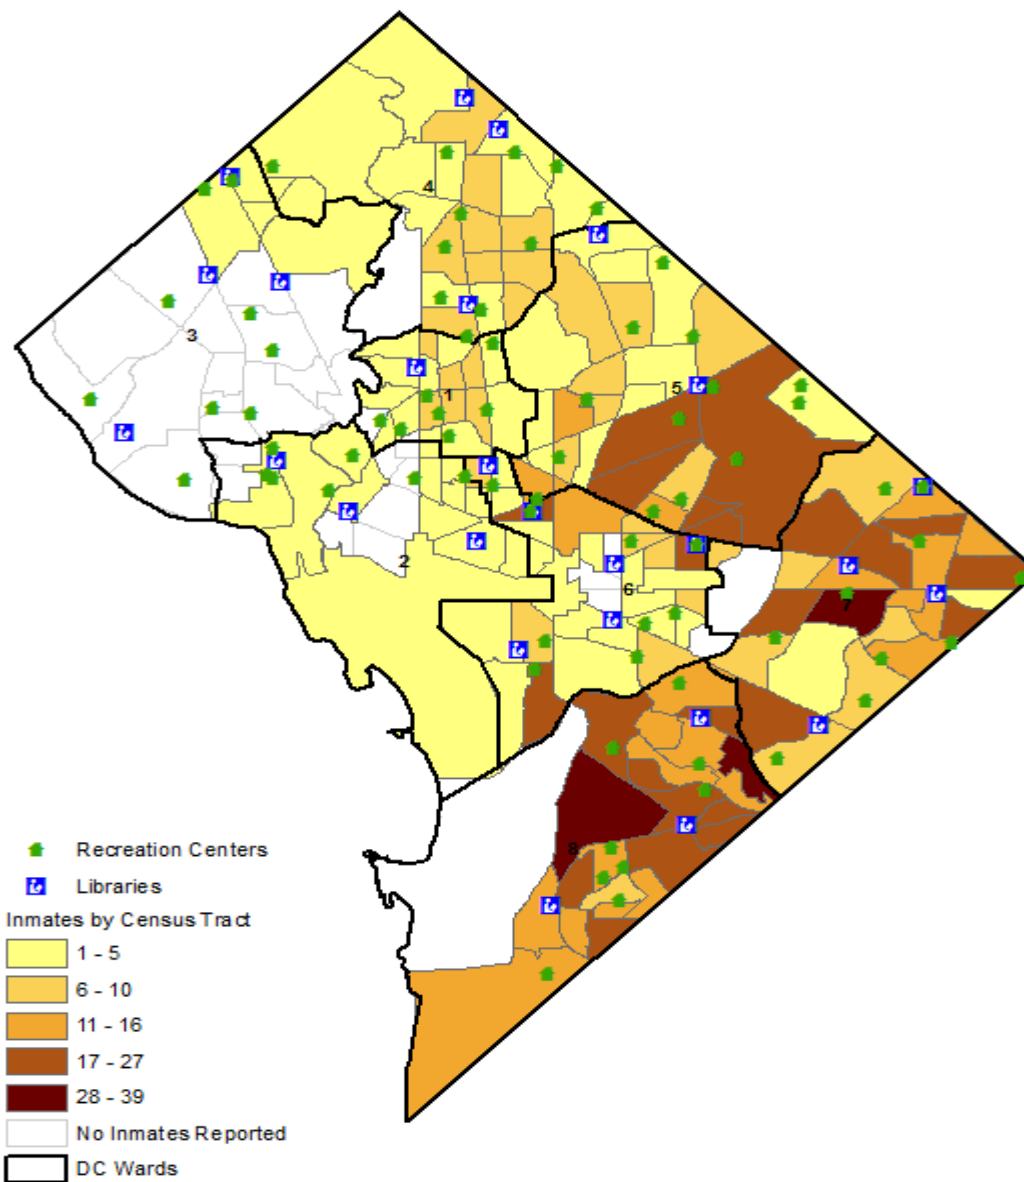 4
3
5
1
2
6
7
8
Recreation Centers
Libraries
Inmates by Census Tract
1 - 5
6 - 10
11 - 16
17 - 27
28 - 39
No Inmates Reported
DC Wards